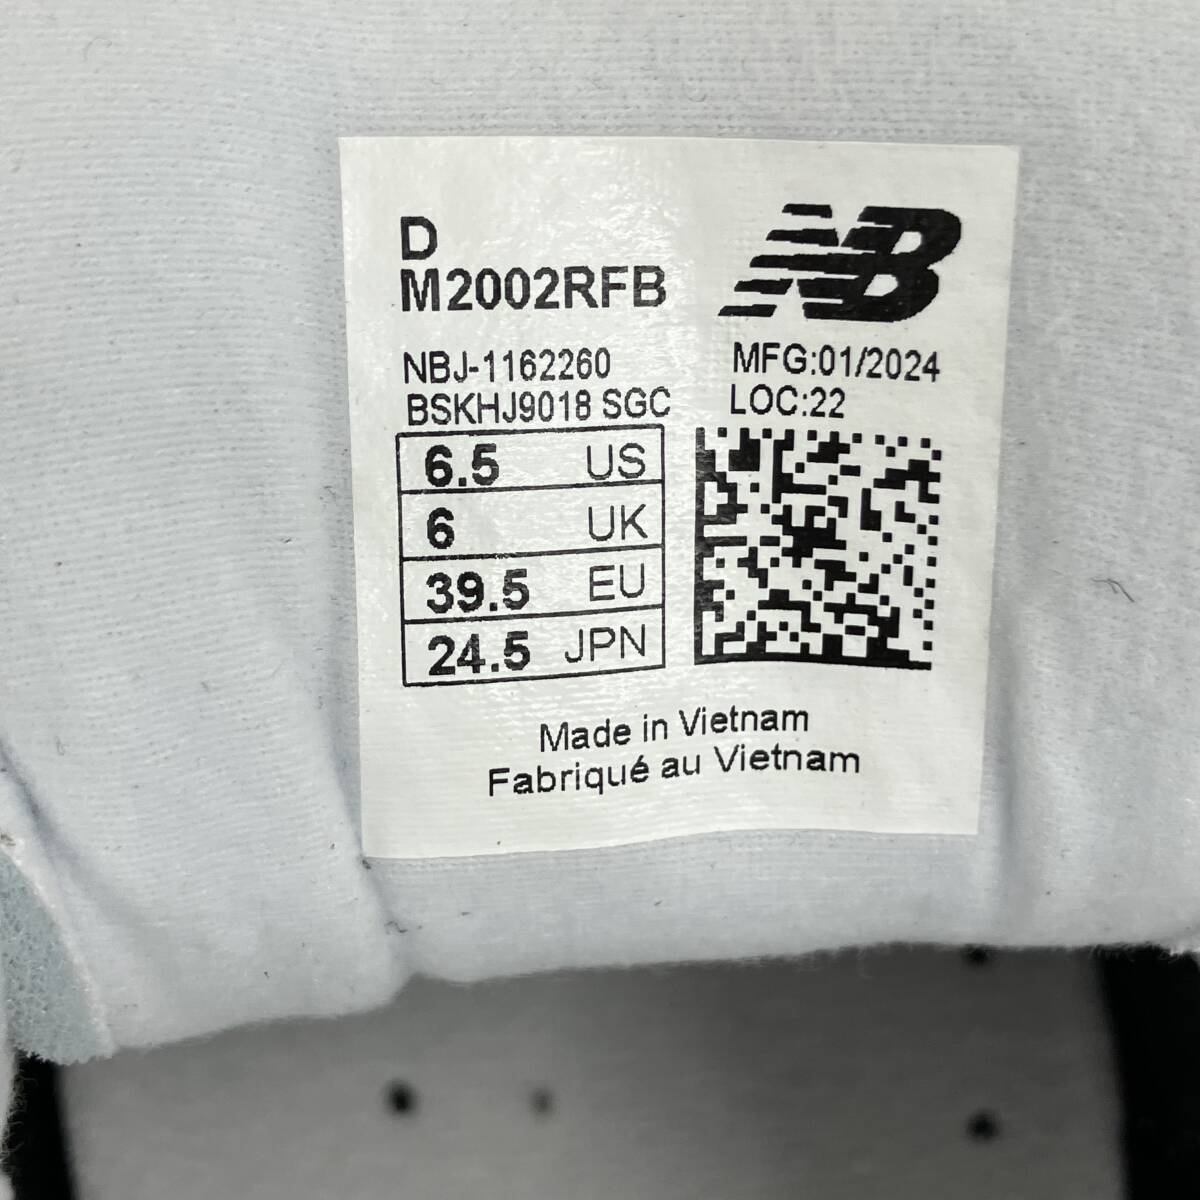 D
M2002RFB
NB
NBJ-1162260
BSKHJ9018 SGC
MFG:01/2024
LOC:22
6.5 US
6 UK
39.5 EU
24.5 JPN
Made in Vietnam
Fabriqué au Vietnam